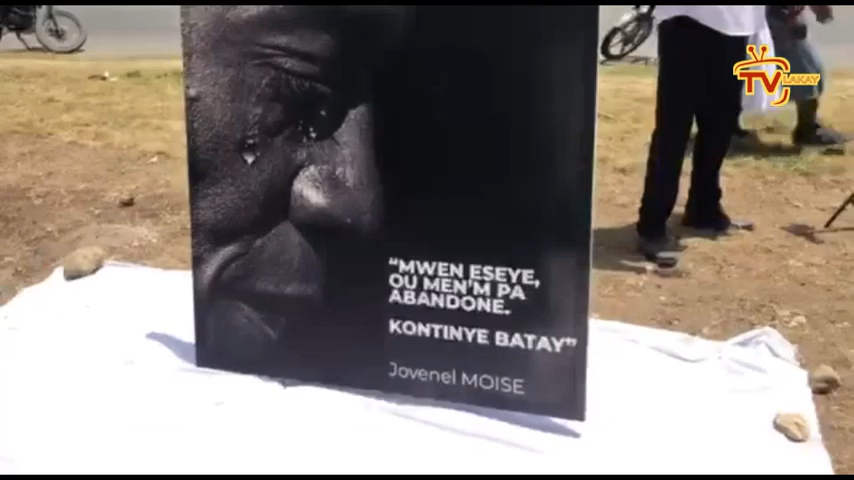 TV LAKAY
“MWEN ESEYE,
OU MEN’M PA
ABANDONE.
KONTINYE BATAY”
Jovenel MOISE